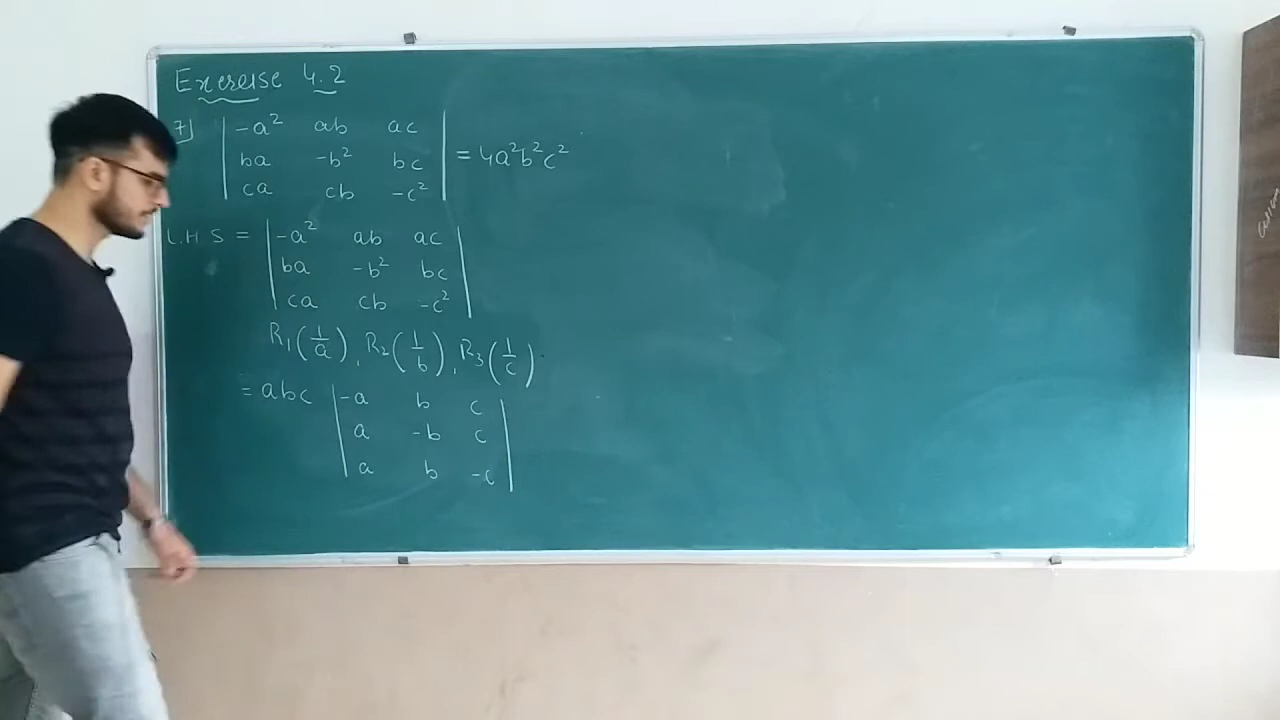 Exercise 4.2
7] | -a² ab ac |
| ba -b² bc | = 4a²b²c²
| ca cb -c² |
L.H.S = | -a² ab ac |
| ba -b² bc |
| ca cb -c² |
R₁(1/a), R₂(1/b), R₃(1/c)
= abc | -a b c |
| a -b c |
| a b -c |